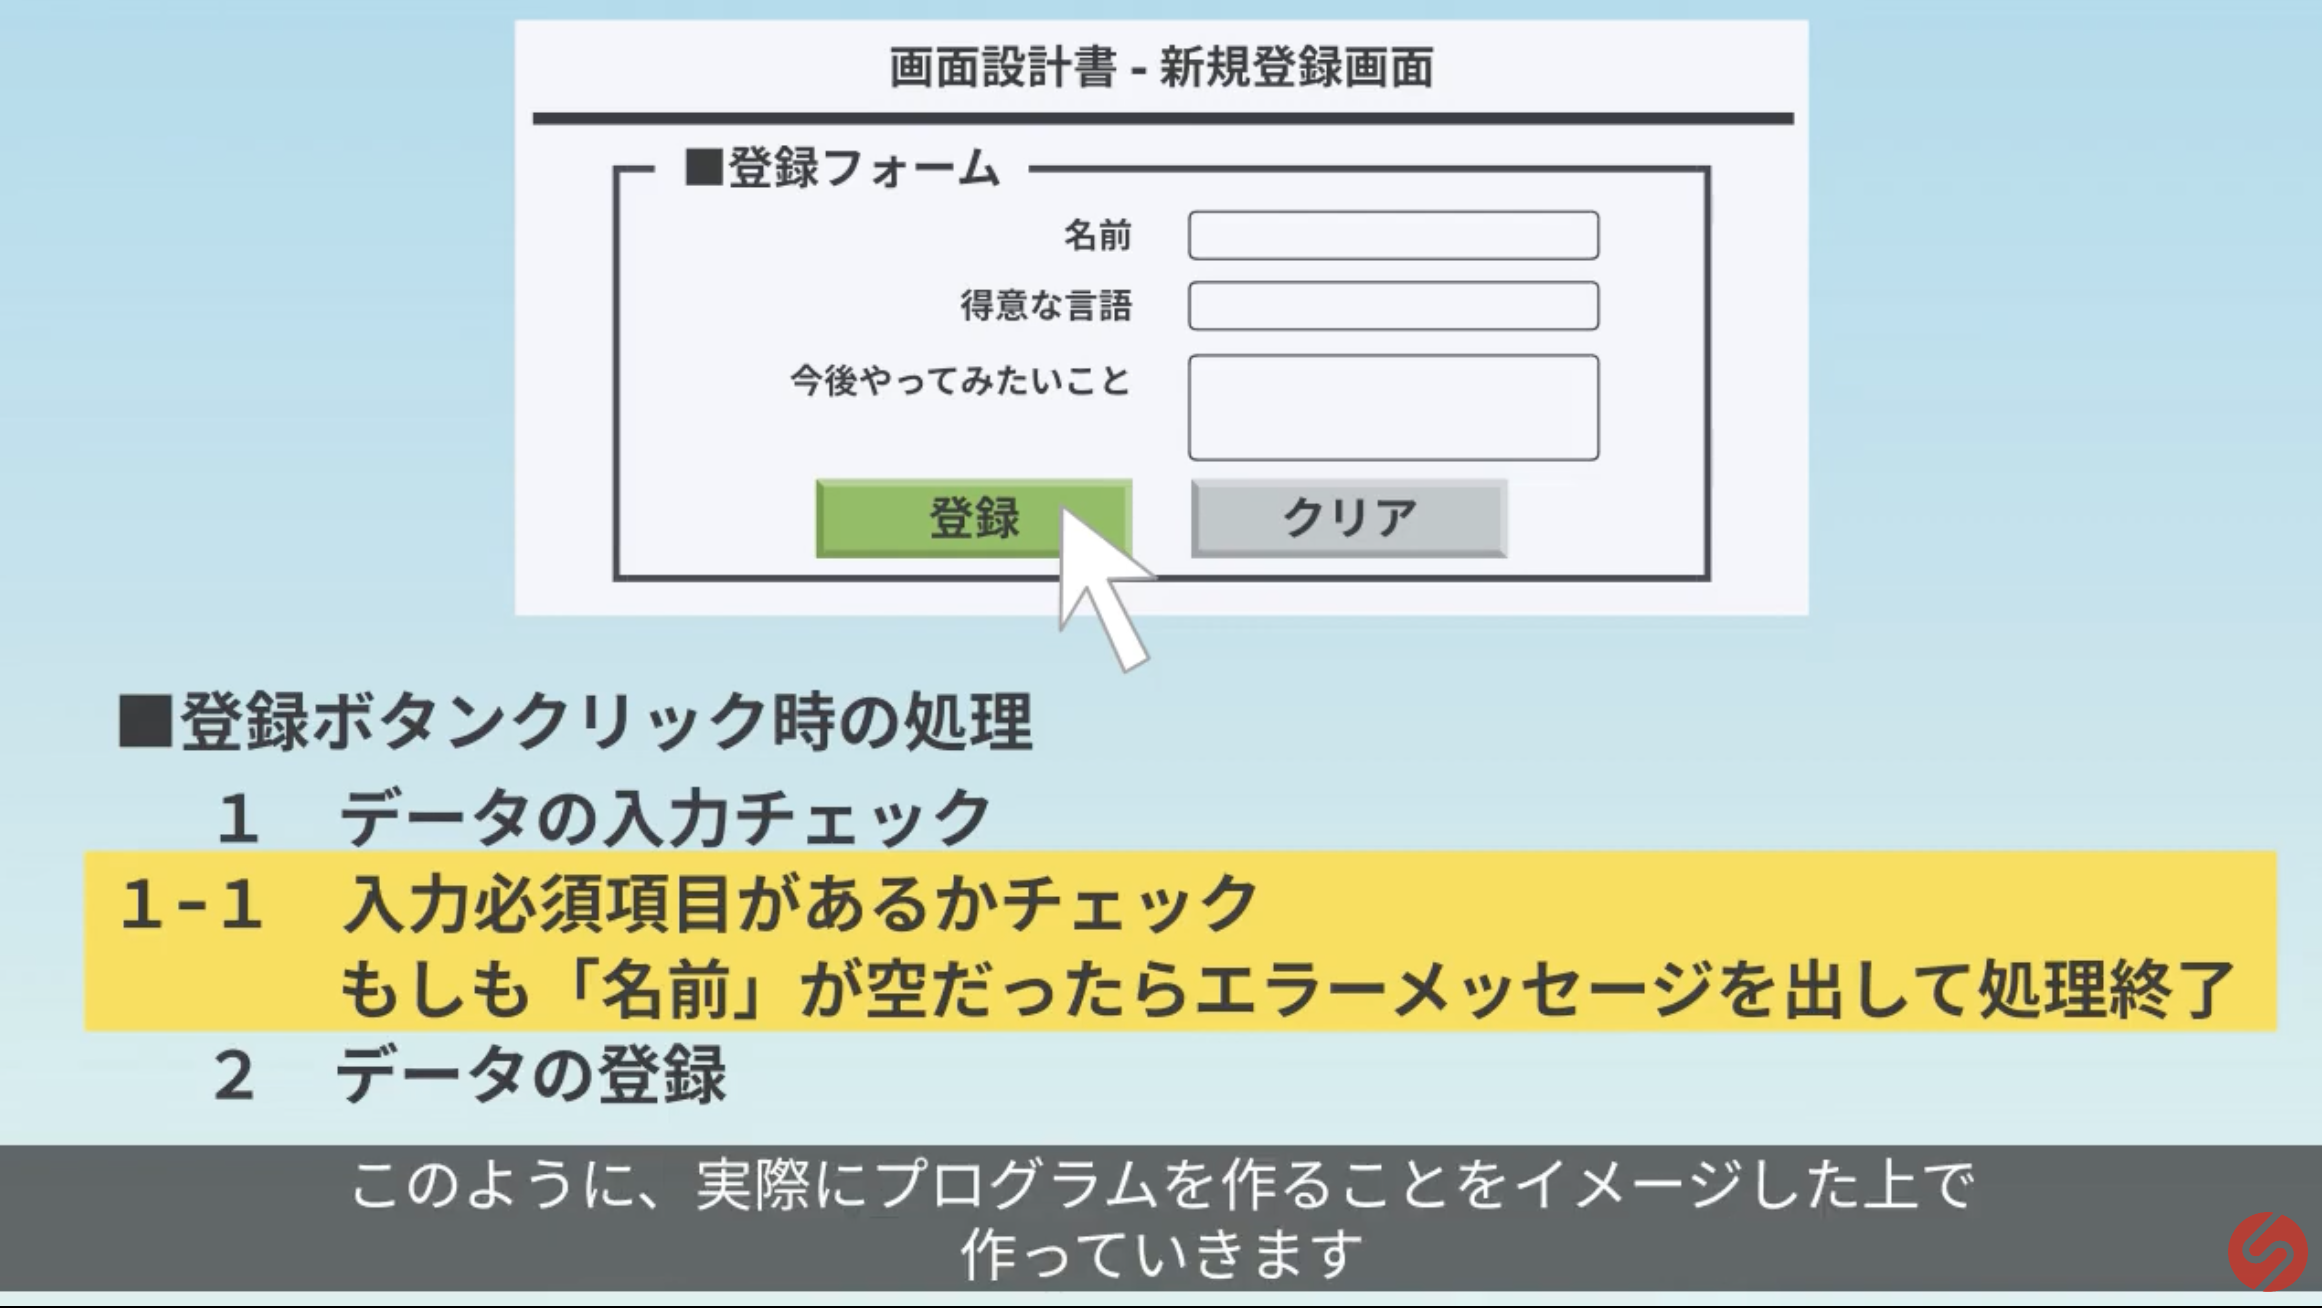 画面設計書 - 新規登録画面
■登録フォーム
名前
得意な言語
今後やってみたいこと
登録
クリア
■登録ボタンクリック時の処理
1 データの入力チェック
1-1 入力必須項目があるかチェック
もしも「名前」が空だったらエラーメッセージを出して処理終了
2 データの登録
このように、実際にプログラムを作ることをイメージした上で
作っていきます